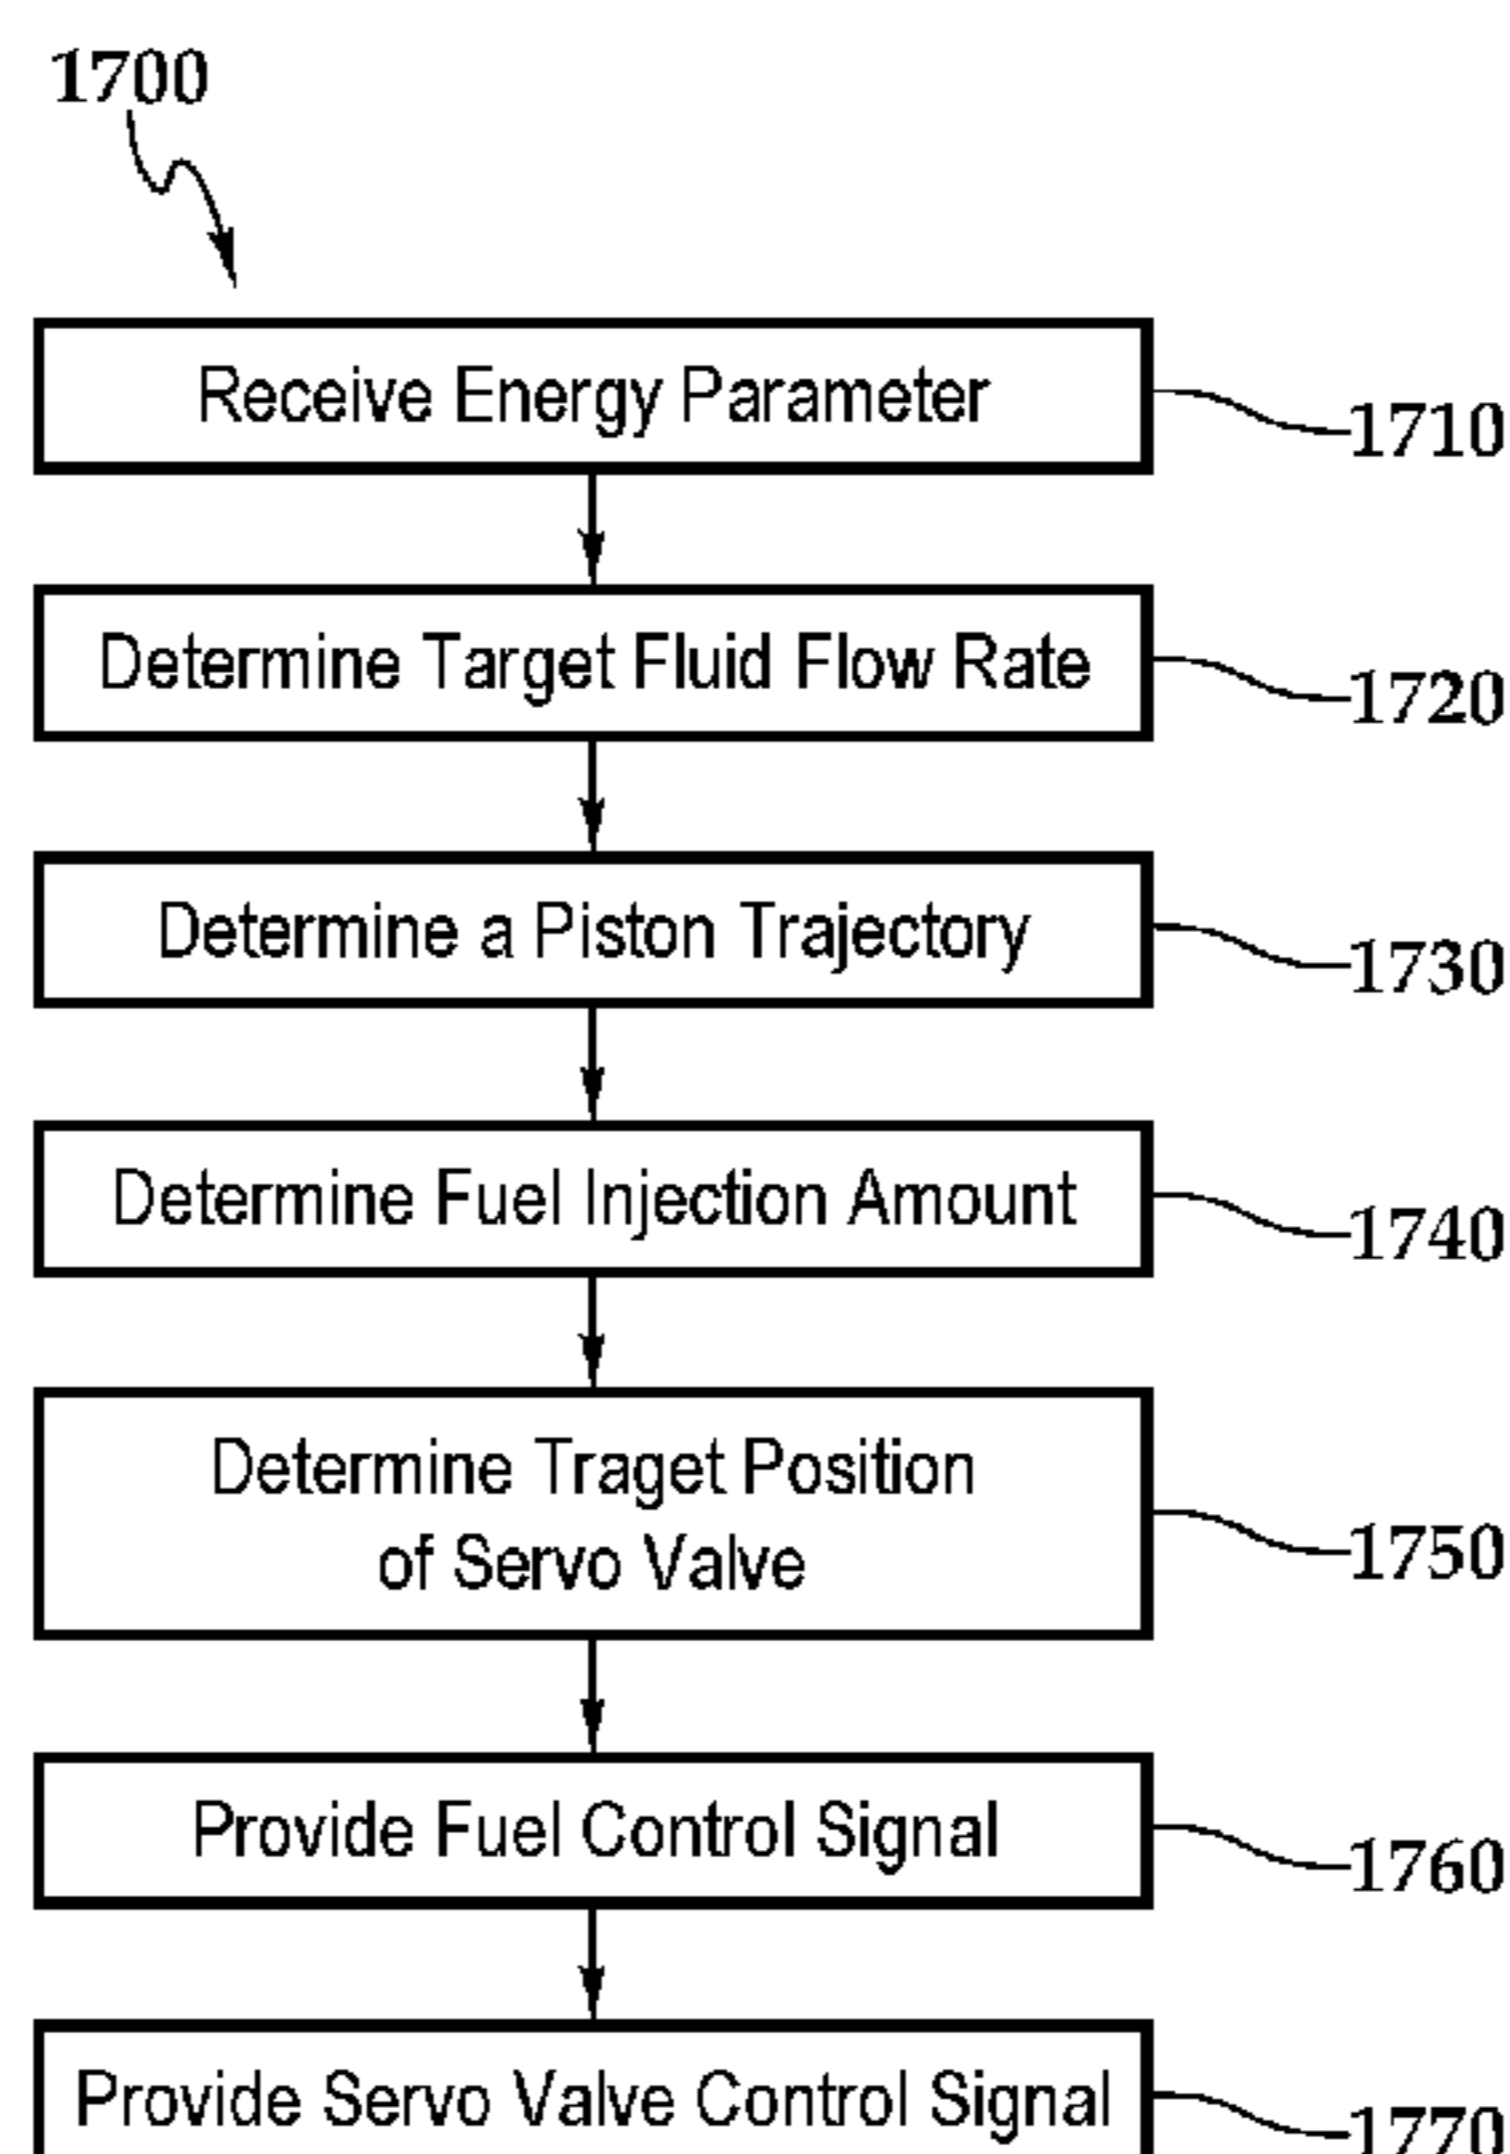 1700
Receive Energy Parameter
1710
Determine Target Fluid Flow Rate
1720
Determine a Piston Trajectory
1730
Determine Fuel Injection Amount
1740
Determine Traget Position
of Servo Valve
1750
Provide Fuel Control Signal
1760
Provide Servo Valve Control Signal
1770